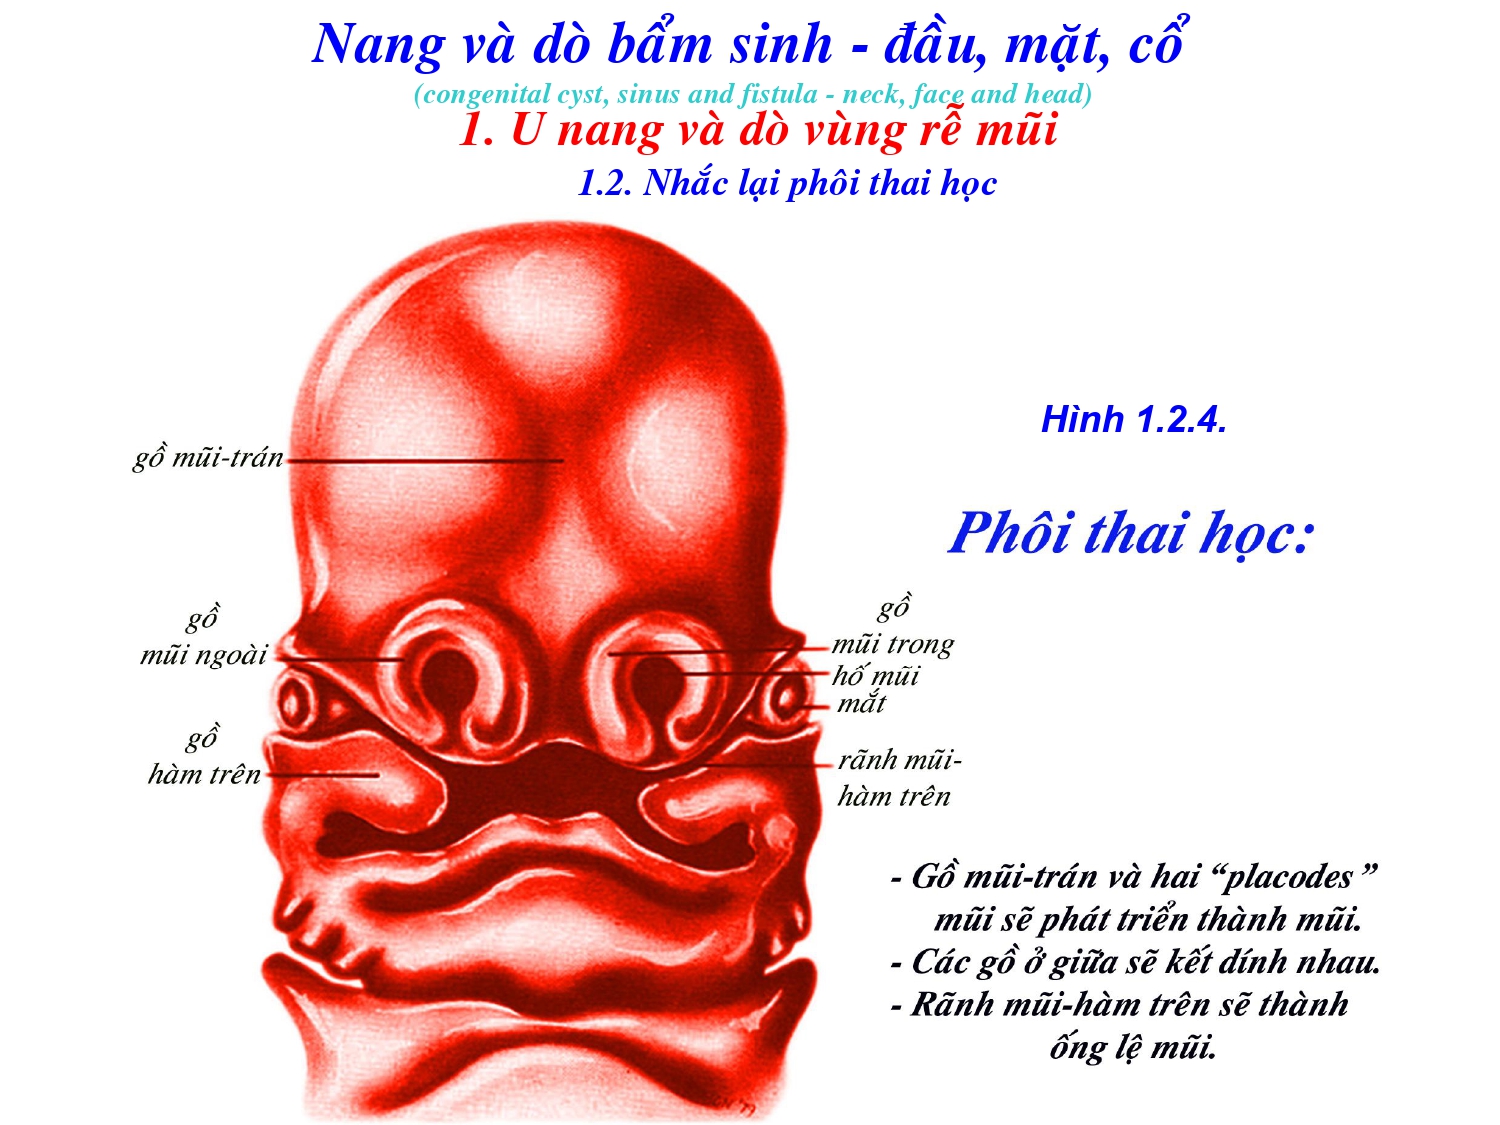 Nang và dò bẩm sinh - đầu, mặt, cổ
(congenital cyst, sinus and fistula - neck, face and head)
1. U nang và dò vùng rễ mũi
1.2. Nhắc lại phôi thai học
Hình 1.2.4.
gồ mũi-trán
Phôi thai học:
gồ
mũi ngoài
gồ
mũi trong
hố mũi
mắt
gồ
hàm trên
rãnh mũi-
hàm trên
- Gồ mũi-trán và hai “placodes”
mũi sẽ phát triển thành mũi.
- Các gồ ở giữa sẽ kết dính nhau.
- Rãnh mũi-hàm trên sẽ thành
ống lệ mũi.